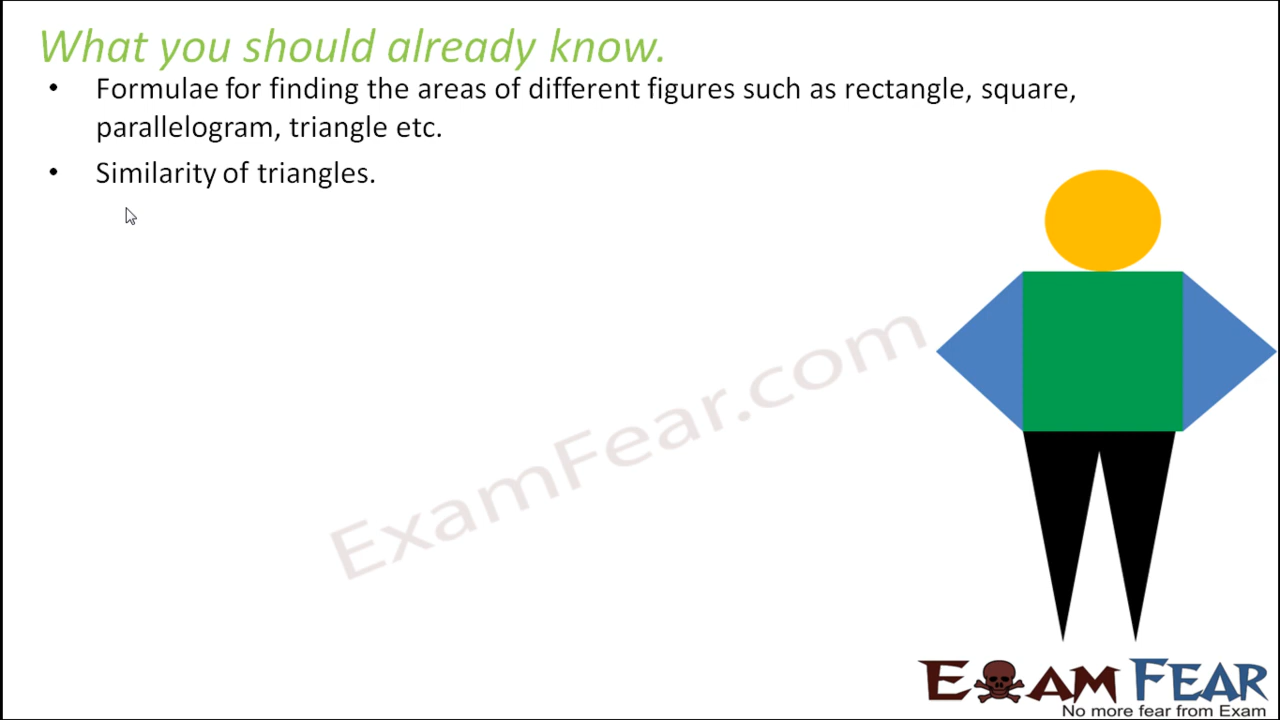 What you should already know.
• Formulae for finding the areas of different figures such as rectangle, square,
parallelogram, triangle etc.
• Similarity of triangles.
ExamFear.com
EXAM FEAR
No more fear from Exam